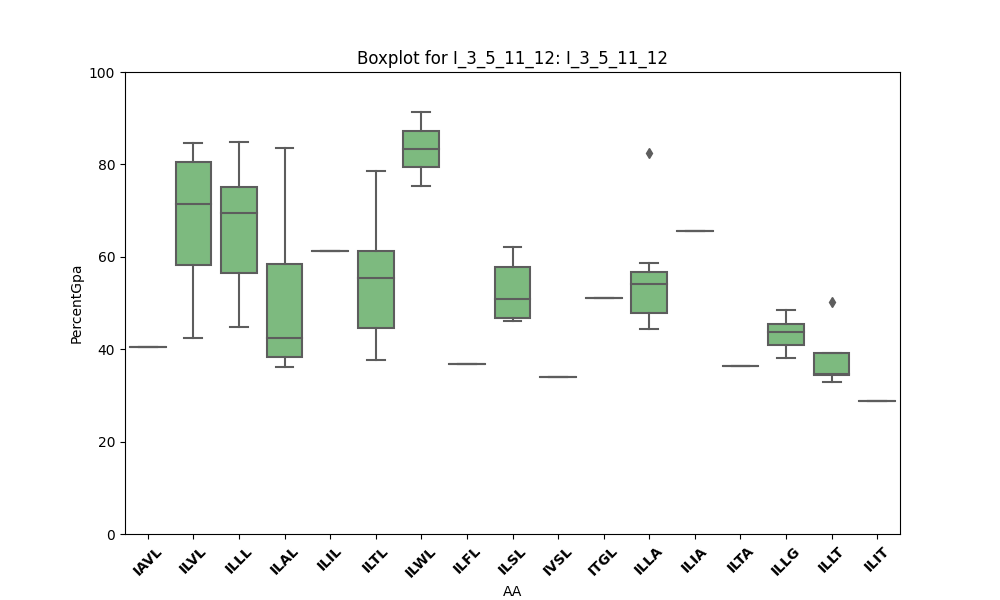 Boxplot for I_3_5_11_12: I_3_5_11_12
100
80
60
40
20
0
PercentGpa
IAVL
ILVL
ILLL
ILAL
ILIL
ILTL
ILWL
ILFL
ILSL
IVSL
ITGL
ILLA
ILIA
ILTA
ILLG
ILLT
ILIT
AA